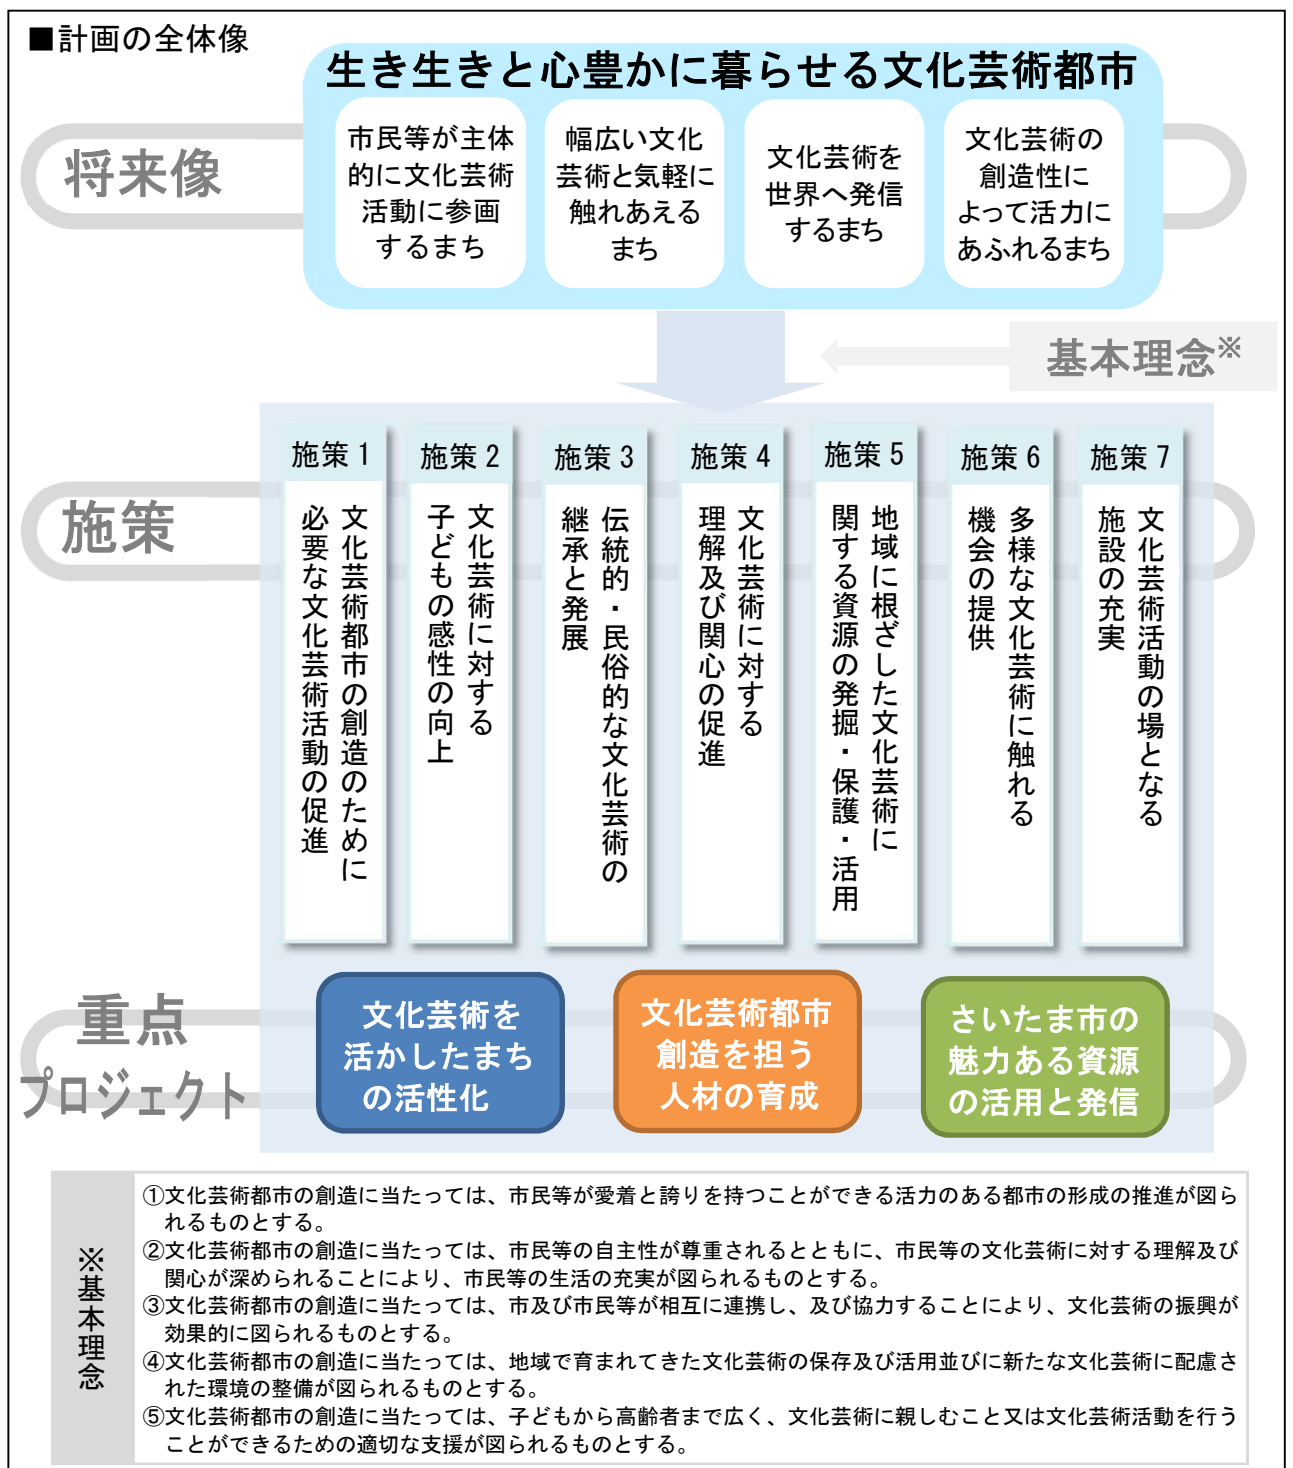 ■計画の全体像
生き生きと心豊かに暮らせる文化芸術都市
将来像
市民等が主体
的に文化芸術
活動に参画
するまち
幅広い文化
芸術と気軽に
触れあえる
まち
文化芸術を
世界へ発信
するまち
文化芸術の
創造性に
よって活力に
あふれるまち
基本理念※
施策
施策1
文化芸術都市の創造のために
必要な文化芸術活動の促進
施策2
文化芸術に対する
子どもの感性の向上
施策3
伝統的・民俗的な文化芸術の
継承と発展
施策4
文化芸術に対する
理解及び関心の促進
施策5
地域に根ざした文化芸術に
関する資源の発掘・保護・活用
施策6
多様な文化芸術に触れる
機会の提供
施策7
文化芸術活動の場となる
施設の充実
重点
プロジェクト
文化芸術を
活かしたまち
の活性化
文化芸術都市
創造を担う
人材の育成
さいたま市の
魅力ある資源
の活用と発信
※基本理念
①文化芸術都市の創造に当たっては、市民等が愛着と誇りを持つことができる活力のある都市の形成の推進が図ら
れるものとする。
②文化芸術都市の創造に当たっては、市民等の自主性が尊重されるとともに、市民等の文化芸術に対する理解及び
関心が深められることにより、市民等の生活の充実が図られるものとする。
③文化芸術都市の創造に当たっては、市及び市民等が相互に連携し、及び協力することにより、文化芸術の振興が
効果的に図られるものとする。
④文化芸術都市の創造に当たっては、地域で育まれてきた文化芸術の保存及び活用並びに新たな文化芸術に配慮さ
れた環境の整備が図られるものとする。
⑤文化芸術都市の創造に当たっては、子どもから高齢者まで広く、文化芸術に親しむこと又は文化芸術活動を行う
ことができるための適切な支援が図られるものとする。